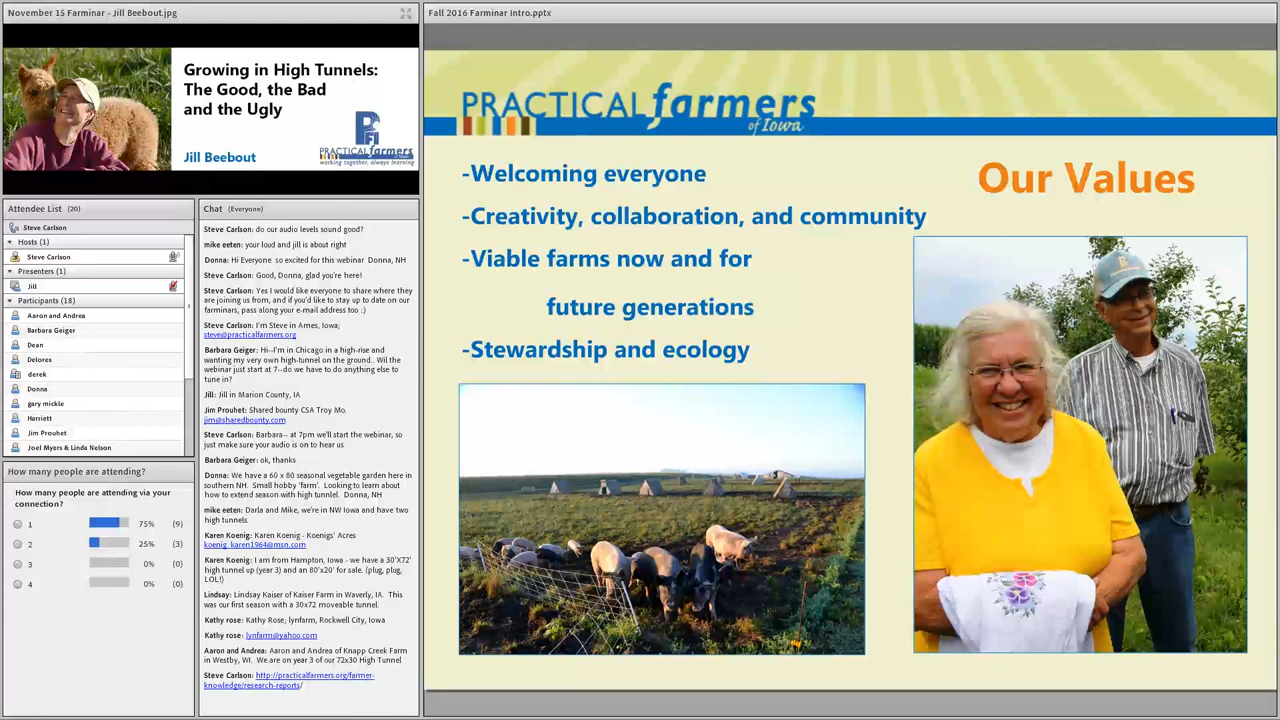 November 15 Farminar - Jill Beebout.jpg
Growing in High Tunnels:
The Good, the Bad
and the Ugly
Jill Beebout
PFI
PRACTICAL farmers
working together, always learning
Attendee List (20)
Steve Carlson
Hosts (1)
Steve Carlson
Presenters (1)
Jill
Participants (18)
Aaron and Andrea
Barbara Geiger
Dean
Delores
derek
Donna
gary mickle
Harriett
Jim Prouhet
Joel Myers & Linda Nelson
How many people are attending?
How many people are attending via your
connection?
1 75% (9)
2 25% (3)
3 0% (0)
4 0% (0)
Chat (Everyone)
Steve Carlson: do our audio levels sound good?
mike eeten: your loud and jill is about right
Donna: Hi Everyone so excited for this webinar Donna, NH
Steve Carlson: Good, Donna, glad you're here!
Steve Carlson: Yes I would like everyone to share where they
are joining us from, and if you'd like to stay up to date on our
farminars, pass along your e-mail address too :)
Steve Carlson: I'm Steve in Ames, Iowa;
steve@practicalfarmers.org
Barbara Geiger: Hi--I'm in Chicago in a high-rise and
wanting my very own high-tunnel on the ground.. Wil the
webinar just start at 7--do we have to do anything else to
tune in?
Jill: Jill in Marion County, IA
Jim Prouhet: Shared bounty CSA Troy Mo.
jim@sharedbounty.com
Steve Carlson: Barbara-- at 7pm we'll start the webinar, so
just make sure your audio is on to hear us
Barbara Geiger: ok, thanks
Donna: We have a 60 x 80 seasonal vegetable garden here in
southern NH. Small hobby 'farm'. Looking to learn about
how to extend season with high tunnlel. Donna, NH
mike eeten: Darla and Mike, we're in NW Iowa and have two
high tunnels.
Karen Koenig: Karen Koenig - Koenigs' Acres
koenig_karen1964@msn.com
Karen Koenig: I am from Hampton, Iowa - we have a 30'X72'
high tunnel up (year 3) and an 80'x20' for sale. (plug, plug,
LOL!)
Lindsay: Lindsay Kaiser of Kaiser Farm in Waverly, IA. This
was our first season with a 30x72 moveable tunnel.
Kathy rose: Kathy Rose; lynfarm, Rockwell City, Iowa
Kathy rose: lynfarm@yahoo.com
Aaron and Andrea: Aaron and Andrea of Knapp Creek Farm
in Westby, WI. We are on year 3 of our 72x30 High Tunnel
Steve Carlson: http://practicalfarmers.org/farmer-
knowledge/research-reports/
Fall 2016 Farminar Intro.pptx
PRACTICAL farmers
of Iowa
Our Values
-Welcoming everyone
-Creativity, collaboration, and community
-Viable farms now and for
future generations
-Stewardship and ecology